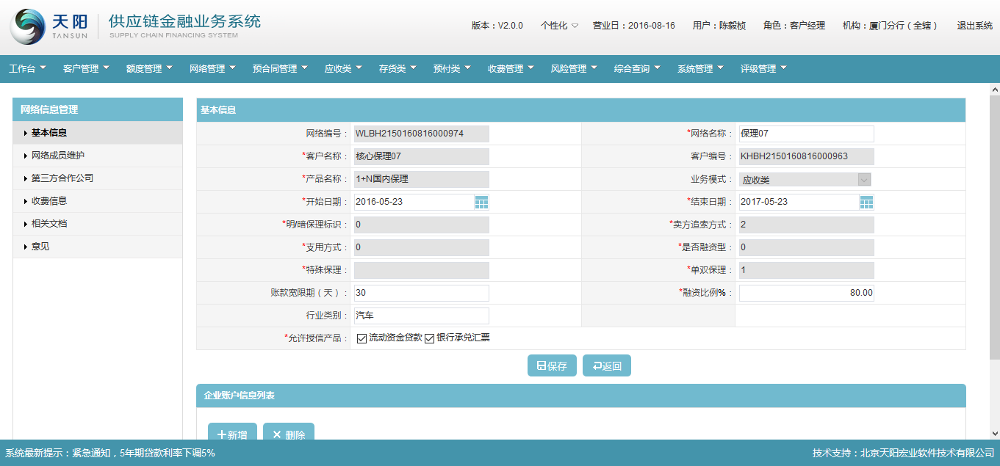 天阳 TANSUN 供应链金融业务系统 SUPPLY CHAIN FINANCING SYSTEM 版本：V2.0.0 个性化 营业日：2016-08-16 用户：陈毅桢 角色：客户经理 机构：厦门分行（全辖） 退出系统
工作台 客户管理 额度管理 网络管理 预合同管理 应收类 存货类 预付类 收费管理 风险管理 综合查询 系统管理 评级管理
网络信息管理
基本信息
网络成员维护
第三方合作公司
收费信息
相关文档
意见
基本信息
网络编号： WLBH2150160816000974 *网络名称： 保理07
*客户名称： 核心保理07 客户编号： KHBH2150160816000963
*产品名称： 1+N国内保理 业务模式： 应收类
*开始日期： 2016-05-23 *结束日期： 2017-05-23
*明/暗保理标识： 0 *卖方追索方式： 2
*支用方式： 0 *是否融资型： 0
*特殊保理： *单双保理： 1
账款宽限期（天）： 30 *融资比例%： 80.00
行业类别： 汽车
*允许授信产品： 流动资金贷款 银行承兑汇票
保存 返回
企业账户信息列表
新增 删除
系统最新提示：紧急通知，5年期贷款利率下调5% 技术支持：北京天阳宏业软件技术有限公司